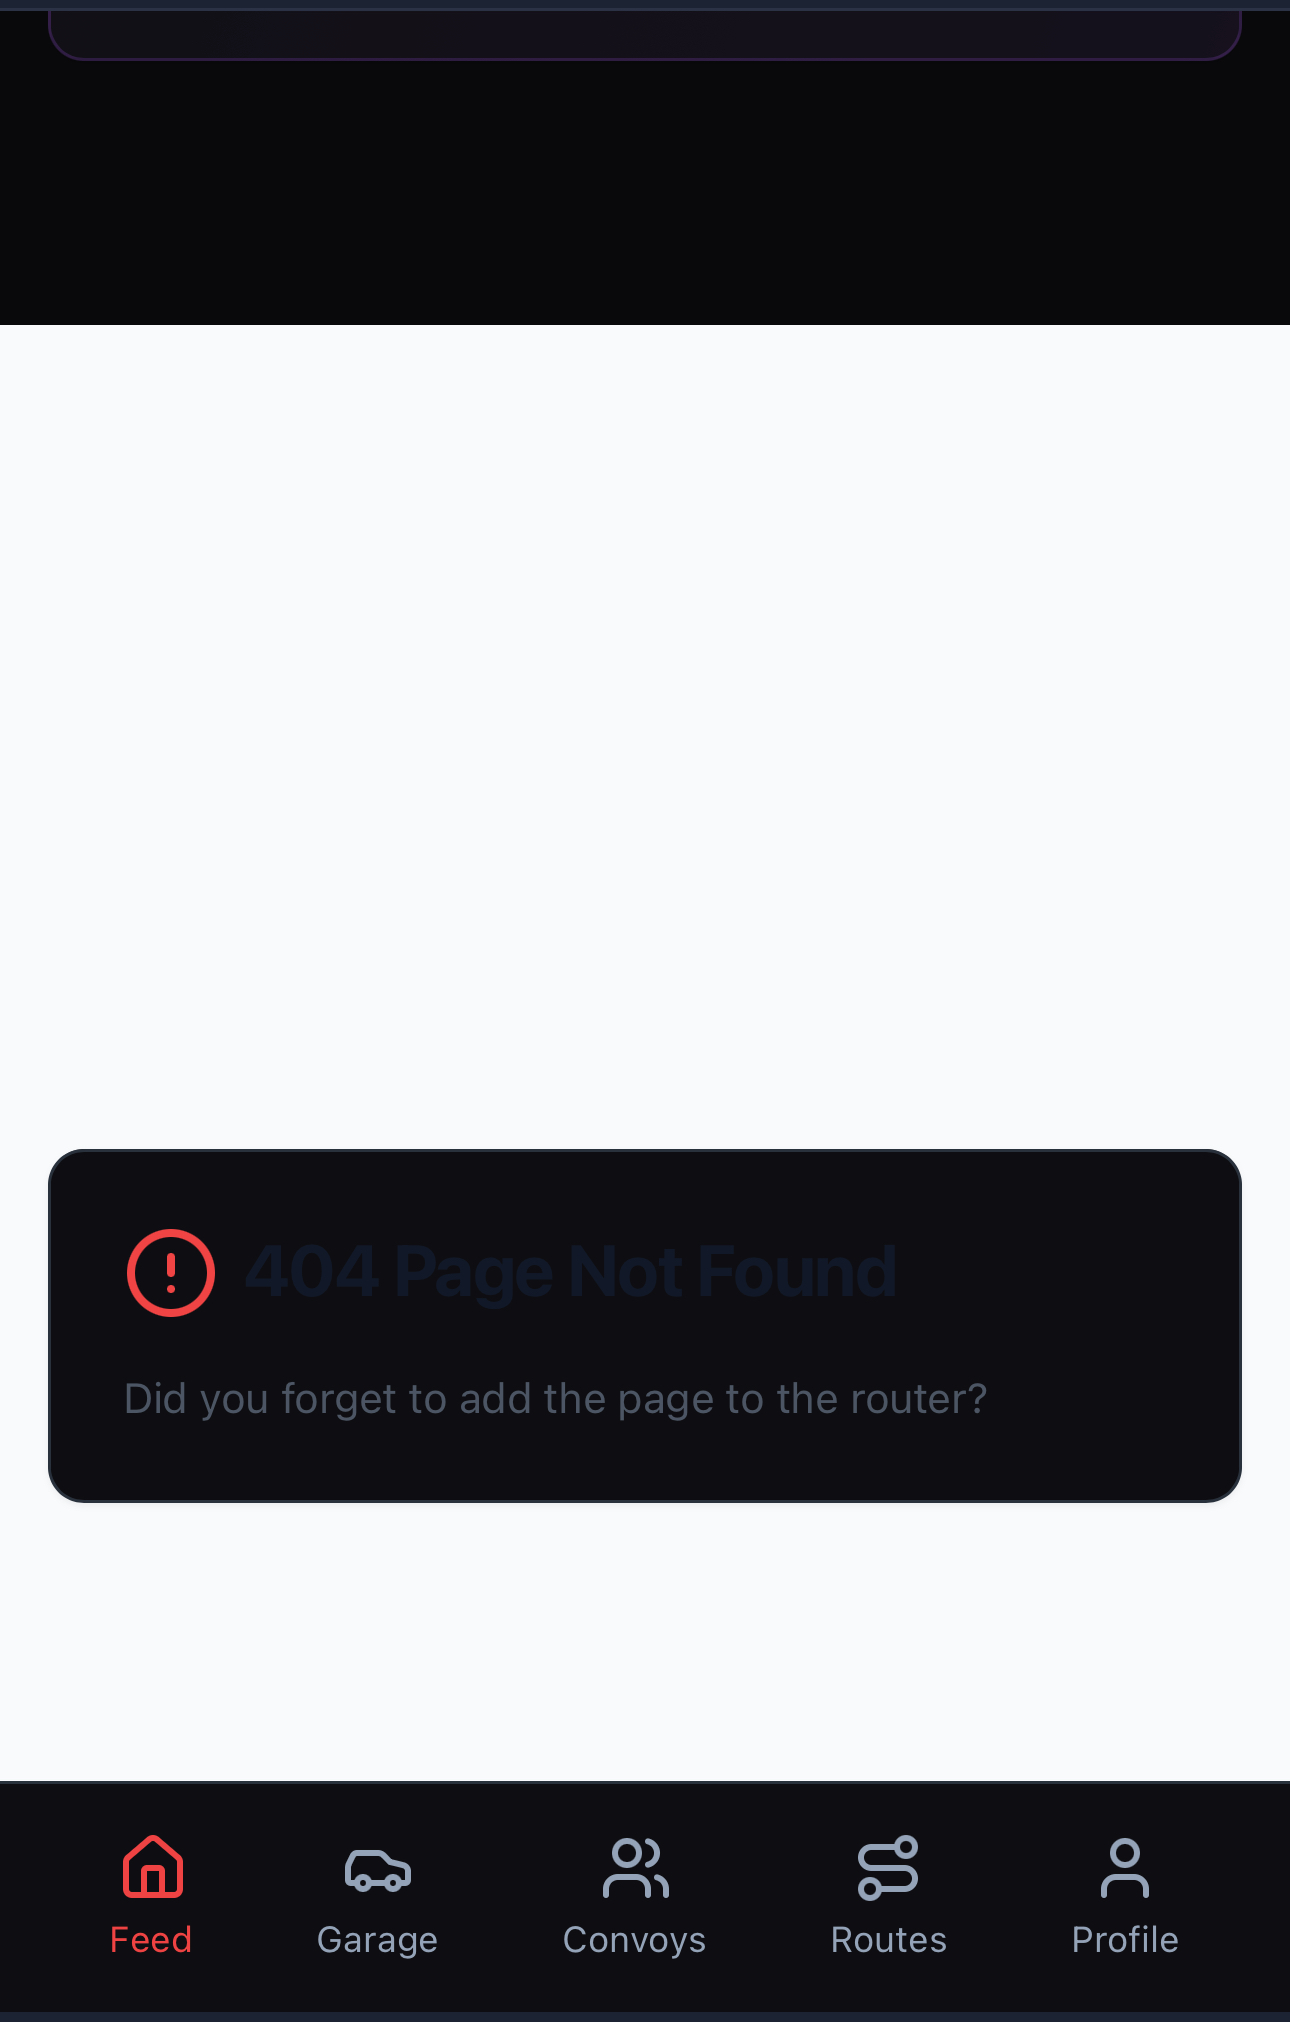 404 Page Not Found
Did you forget to add the page to the router?
Feed
Garage
Convoys
Routes
Profile